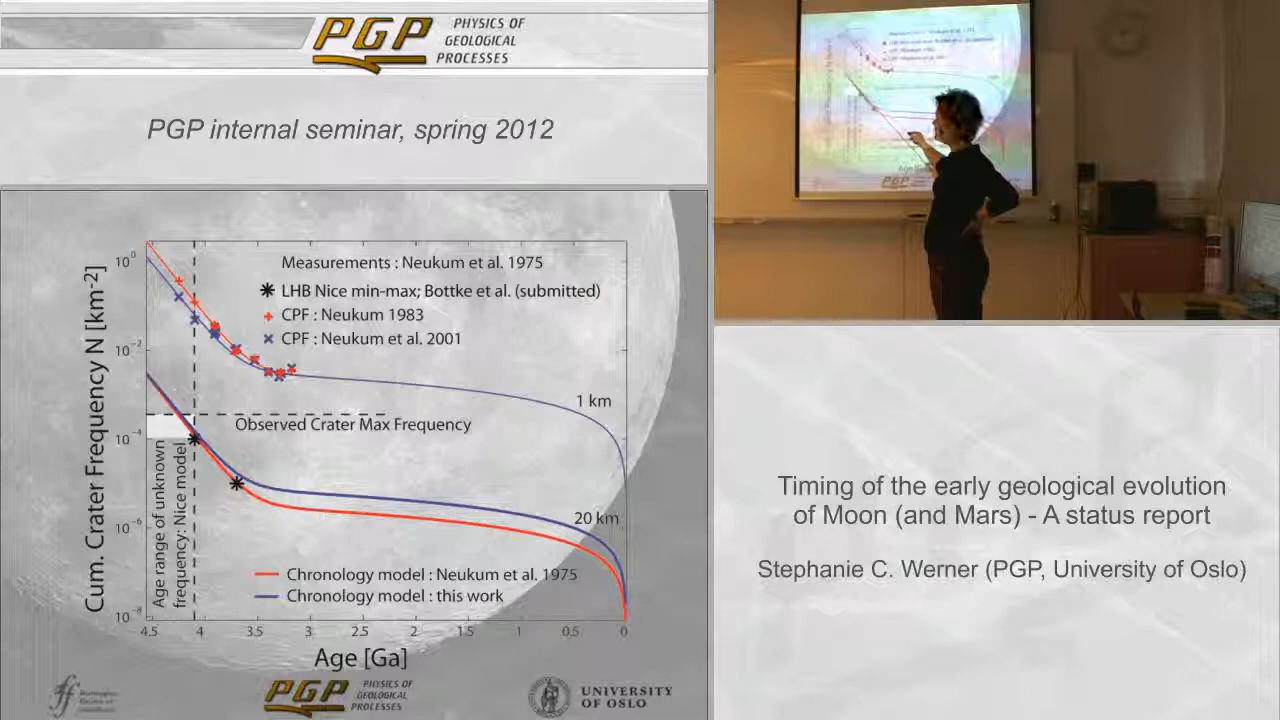 PGP
PHYSICS OF
GEOLOGICAL
PROCESSES
PGP internal seminar, spring 2012
Measurements : Neukum et al. 1975
LHB Nice min-max; Bottke et al. (submitted)
CPF : Neukum 1983
CPF : Neukum et al. 2001
1 km
Observed Crater Max Frequency
20 km
Chronology model : Neukum et al. 1975
Chronology model : this work
Cum. Crater Frequency N [km-2]
10^0
10^-2
10^-4
10^-6
10^-8
Age range of unknown
frequency: Nice model
4.5 4 3.5 3 2.5 2 1.5 1 0.5 0
Age [Ga]
PGP
PHYSICS OF
GEOLOGICAL
PROCESSES
UNIVERSITY
OF OSLO
PGP
Timing of the early geological evolution
of Moon (and Mars) - A status report
Stephanie C. Werner (PGP, University of Oslo)